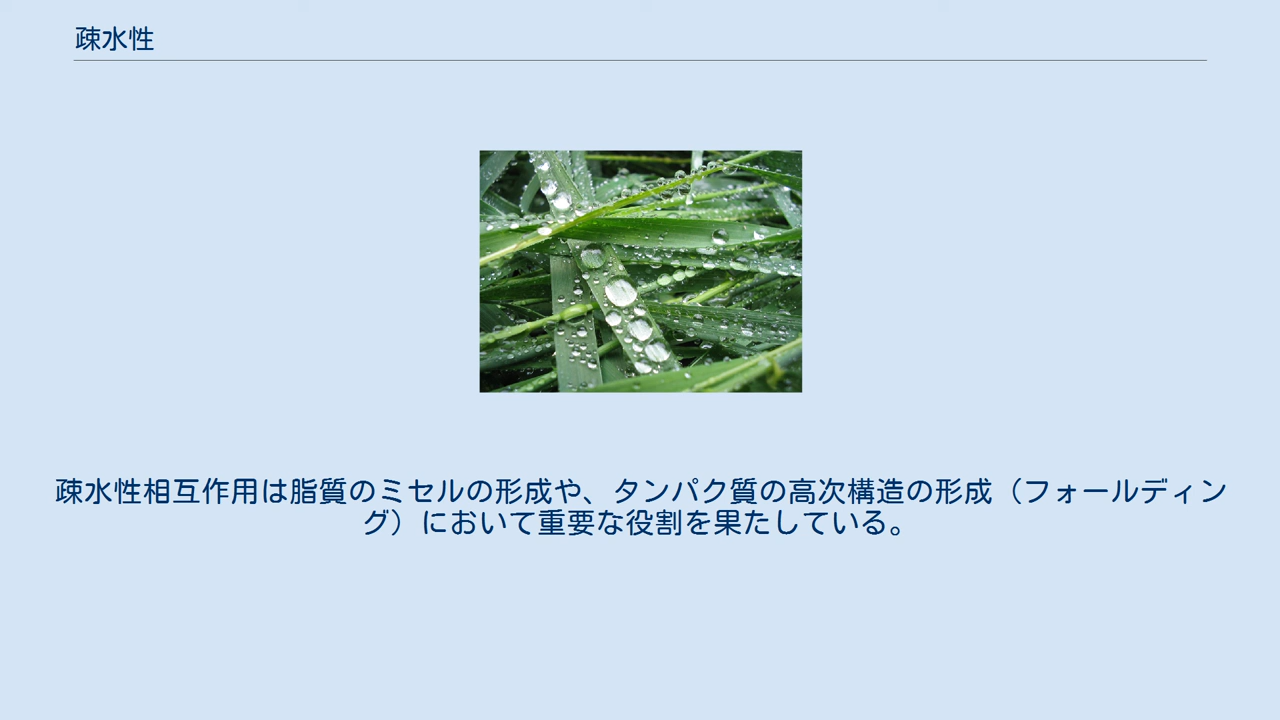 疎水性
疎水性相互作用は脂質のミセルの形成や、タンパク質の高次構造の形成（フォールディン
グ）において重要な役割を果たしている。